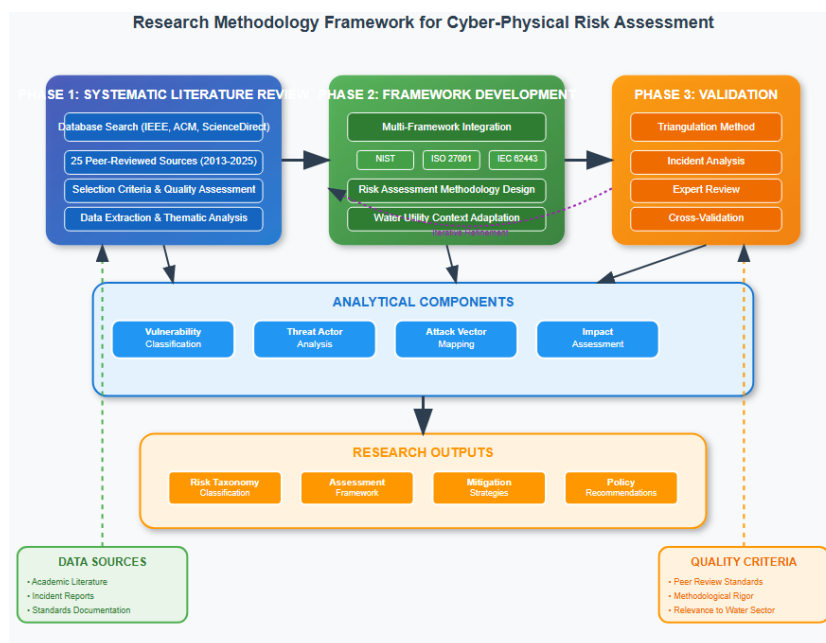 Research Methodology Framework for Cyber-Physical Risk Assessment
PHASE 1: SYSTEMATIC LITERATURE REVIEW
Database Search (IEEE, ACM, ScienceDirect)
25 Peer-Reviewed Sources (2013-2025)
Selection Criteria & Quality Assessment
Data Extraction & Thematic Analysis
PHASE 2: FRAMEWORK DEVELOPMENT
Multi-Framework Integration
NIST
ISO 27001
IEC 62443
Risk Assessment Methodology Design
Water Utility Context Adaptation
Iterative Refinement
PHASE 3: VALIDATION
Triangulation Method
Incident Analysis
Expert Review
Cross-Validation
ANALYTICAL COMPONENTS
Vulnerability
Classification
Threat Actor
Analysis
Attack Vector
Mapping
Impact
Assessment
RESEARCH OUTPUTS
Risk Taxonomy
Classification
Assessment
Framework
Mitigation
Strategies
Policy
Recommendations
DATA SOURCES
• Academic Literature
• Incident Reports
• Standards Documentation
QUALITY CRITERIA
• Peer Review Standards
• Methodological Rigor
• Relevance to Water Sector